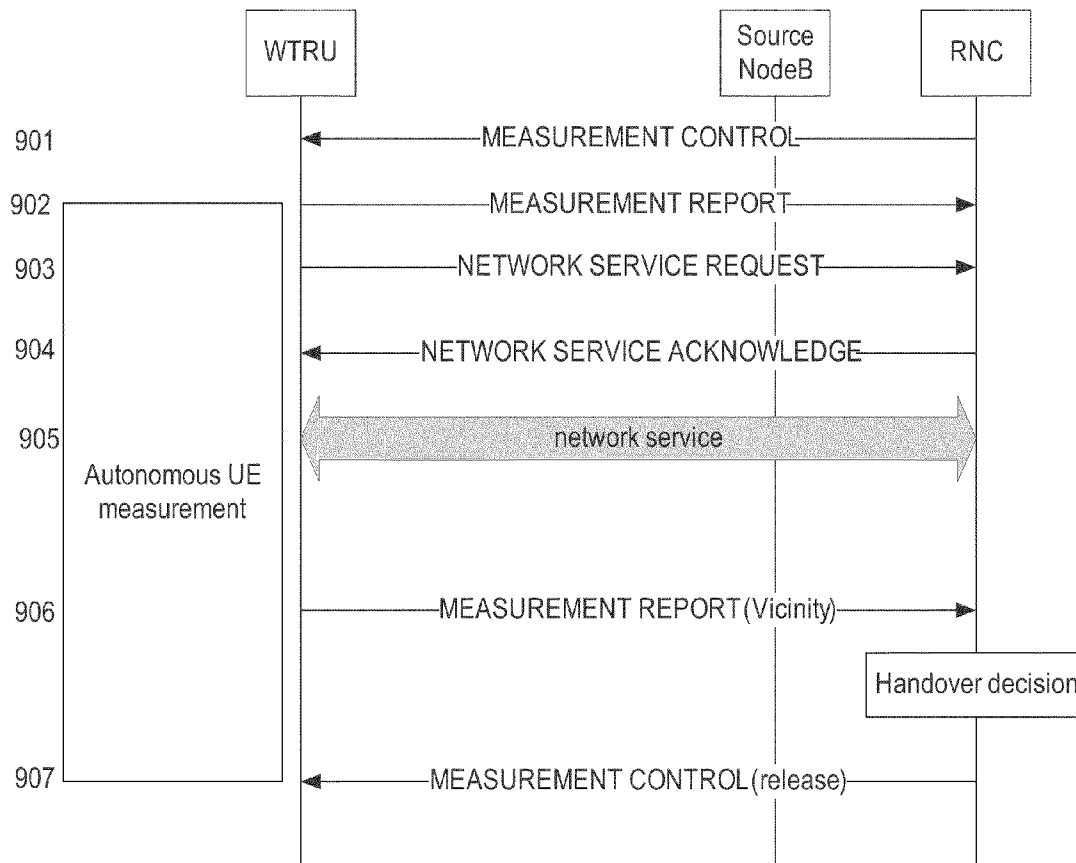 WTRU
Source
NodeB
RNC
901
MEASUREMENT CONTROL
902
MEASUREMENT REPORT
903
NETWORK SERVICE REQUEST
904
NETWORK SERVICE ACKNOWLEDGE
905
network service
Autonomous UE
measurement
906
MEASUREMENT REPORT (Vicinity)
Handover decision
907
MEASUREMENT CONTROL (release)